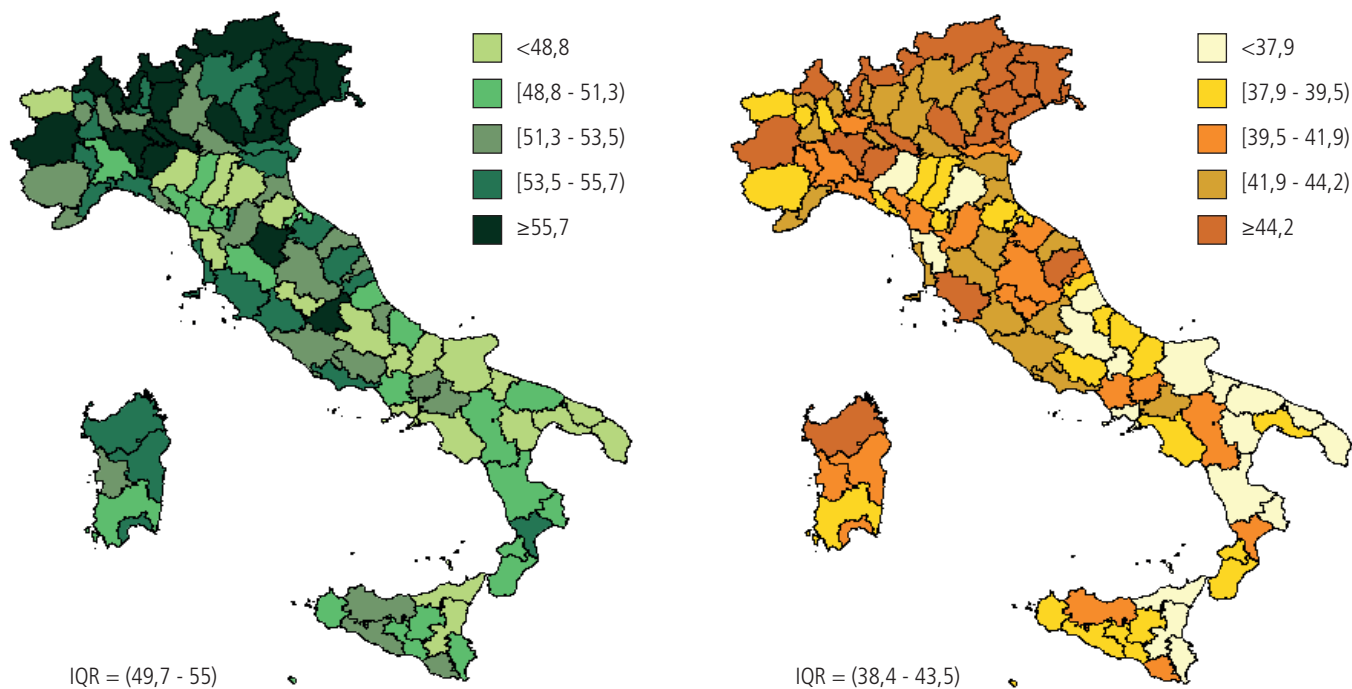 <48,8
[48,8 - 51,3)
[51,3 - 53,5)
[53,5 - 55,7)
≥55,7
IQR = (49,7 - 55)
<37,9
[37,9 - 39,5)
[39,5 - 41,9)
[41,9 - 44,2)
≥44,2
IQR = (38,4 - 43,5)